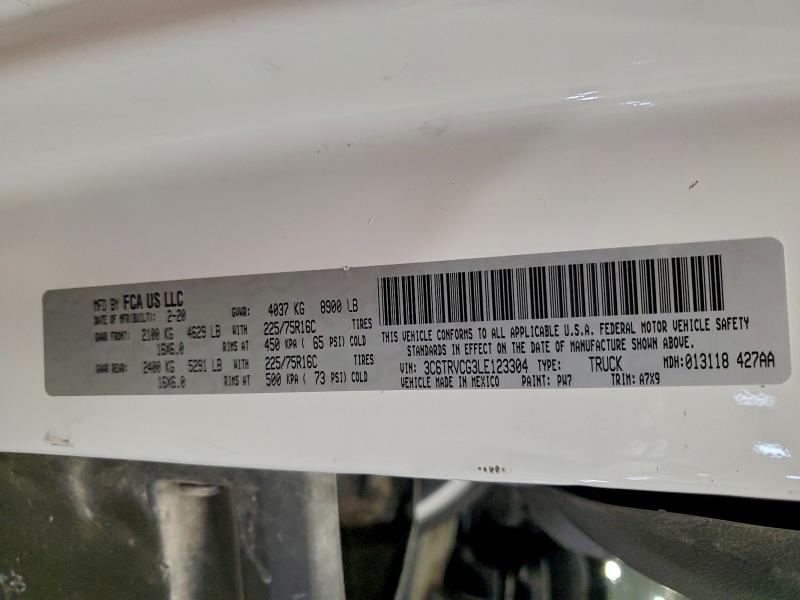 MFD BY FCA US LLC
DATE OF MFR(BUILT): 2-20 GVWR: 4037 KG 8900 LB
GAWR FRONT: 2100 KG 4629 LB WITH 225/75R16C TIRES
16X6.0 RIMS AT 450 KPA ( 65 PSI) COLD
GAWR REAR: 2400 KG 5291 LB WITH 225/75R16C TIRES
16X6.0 RIMS AT 500 KPA ( 73 PSI) COLD
THIS VEHICLE CONFORMS TO ALL APPLICABLE U.S.A. FEDERAL MOTOR VEHICLE SAFETY
STANDARDS IN EFFECT ON THE DATE OF MANUFACTURE SHOWN ABOVE.
VIN: 3C6TRVCG3LE123304 TYPE: TRUCK MDH: 013118 427AA
VEHICLE MADE IN MEXICO PAINT: PW7 TRIM: A7X9